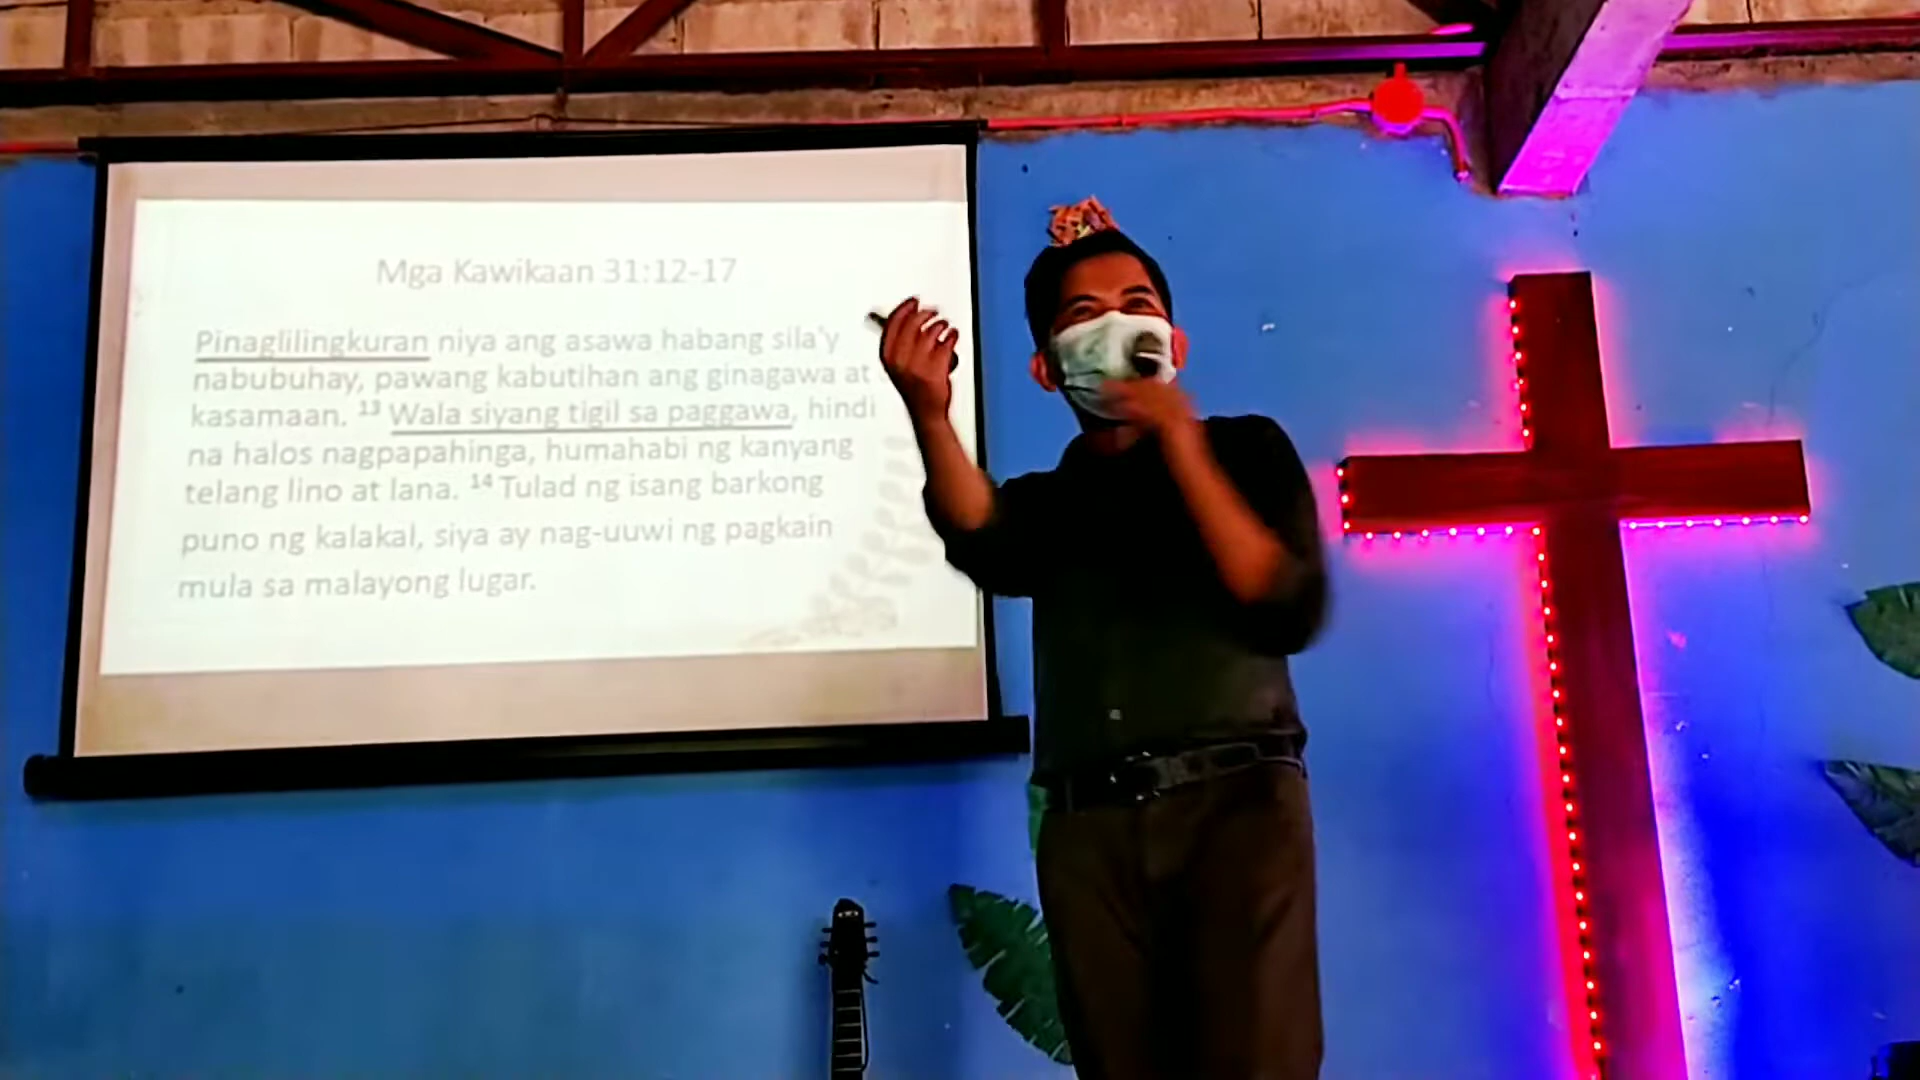 Mga Kawikaan 31:12-17
Pinaglilingkuran niya ang asawa habang sila'y
nabubuhay, pawang kabutihan ang ginagawa at
kasamaan. 13 Wala siyang tigil sa paggawa, hindi
na halos nagpapahinga, humahabi ng kanyang
telang lino at lana. 14 Tulad ng isang barkong
puno ng kalakal, siya ay nag-uuwi ng pagkain
mula sa malayong lugar.